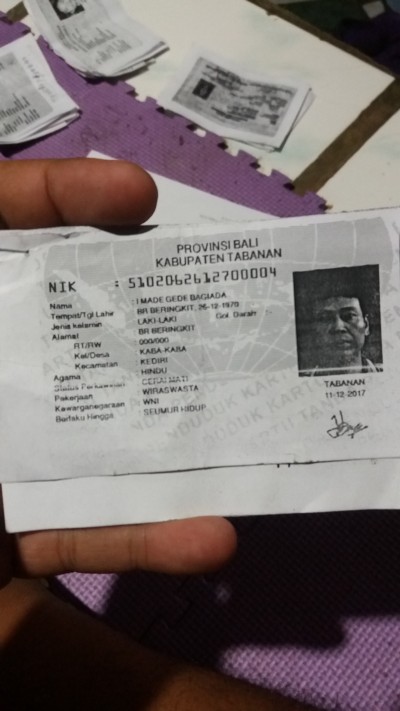 PROVINSI BALI
KABUPATEN TABANAN
NIK : 5102062612700004
Nama : I MADE GEDE BAGIADA
Tempat/Tgl Lahir : BR BERINGKIT, 26-12-1970
Jenis kelamin : LAKI-LAKI Gol. Darah :
Alamat : BR BERINGKIT
RT/RW : 000/000
Kel/Desa : KABA-KABA
Kecamatan : KEDIRI
Agama : HINDU
Status Perkawinan : CERAI MATI
Pekerjaan : WIRASWASTA
Kewarganegaraan : WNI
Berlaku Hingga : SEUMUR HIDUP
TABANAN
11-12-2017